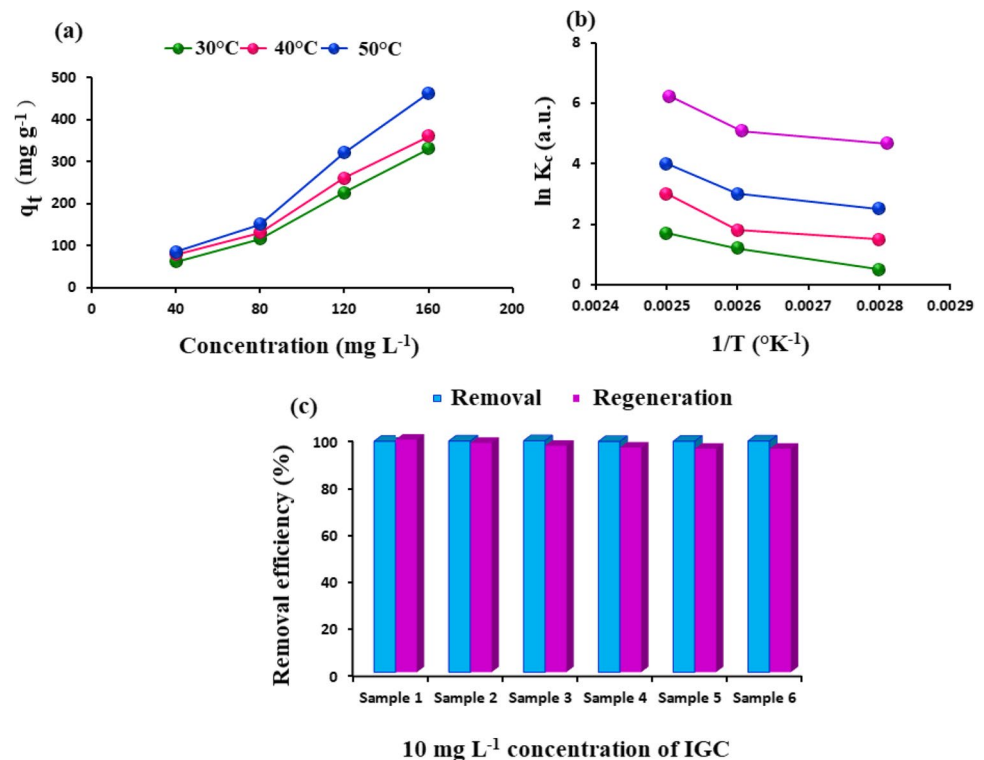 (a)
30°C 40°C 50°C
500
400
300
200
100
0
0 40 80 120 160 200
q_t (mg g⁻¹)
Concentration (mg L⁻¹)
(b)
8
6
4
2
0
0.0024 0.0025 0.0026 0.0027 0.0028 0.0029
ln K_c (a.u.)
1/T (°K⁻¹)
(c)
Removal Regeneration
100
80
60
40
20
0
Removal efficiency (%)
Sample 1 Sample 2 Sample 3 Sample 4 Sample 5 Sample 6
10 mg L⁻¹ concentration of IGC